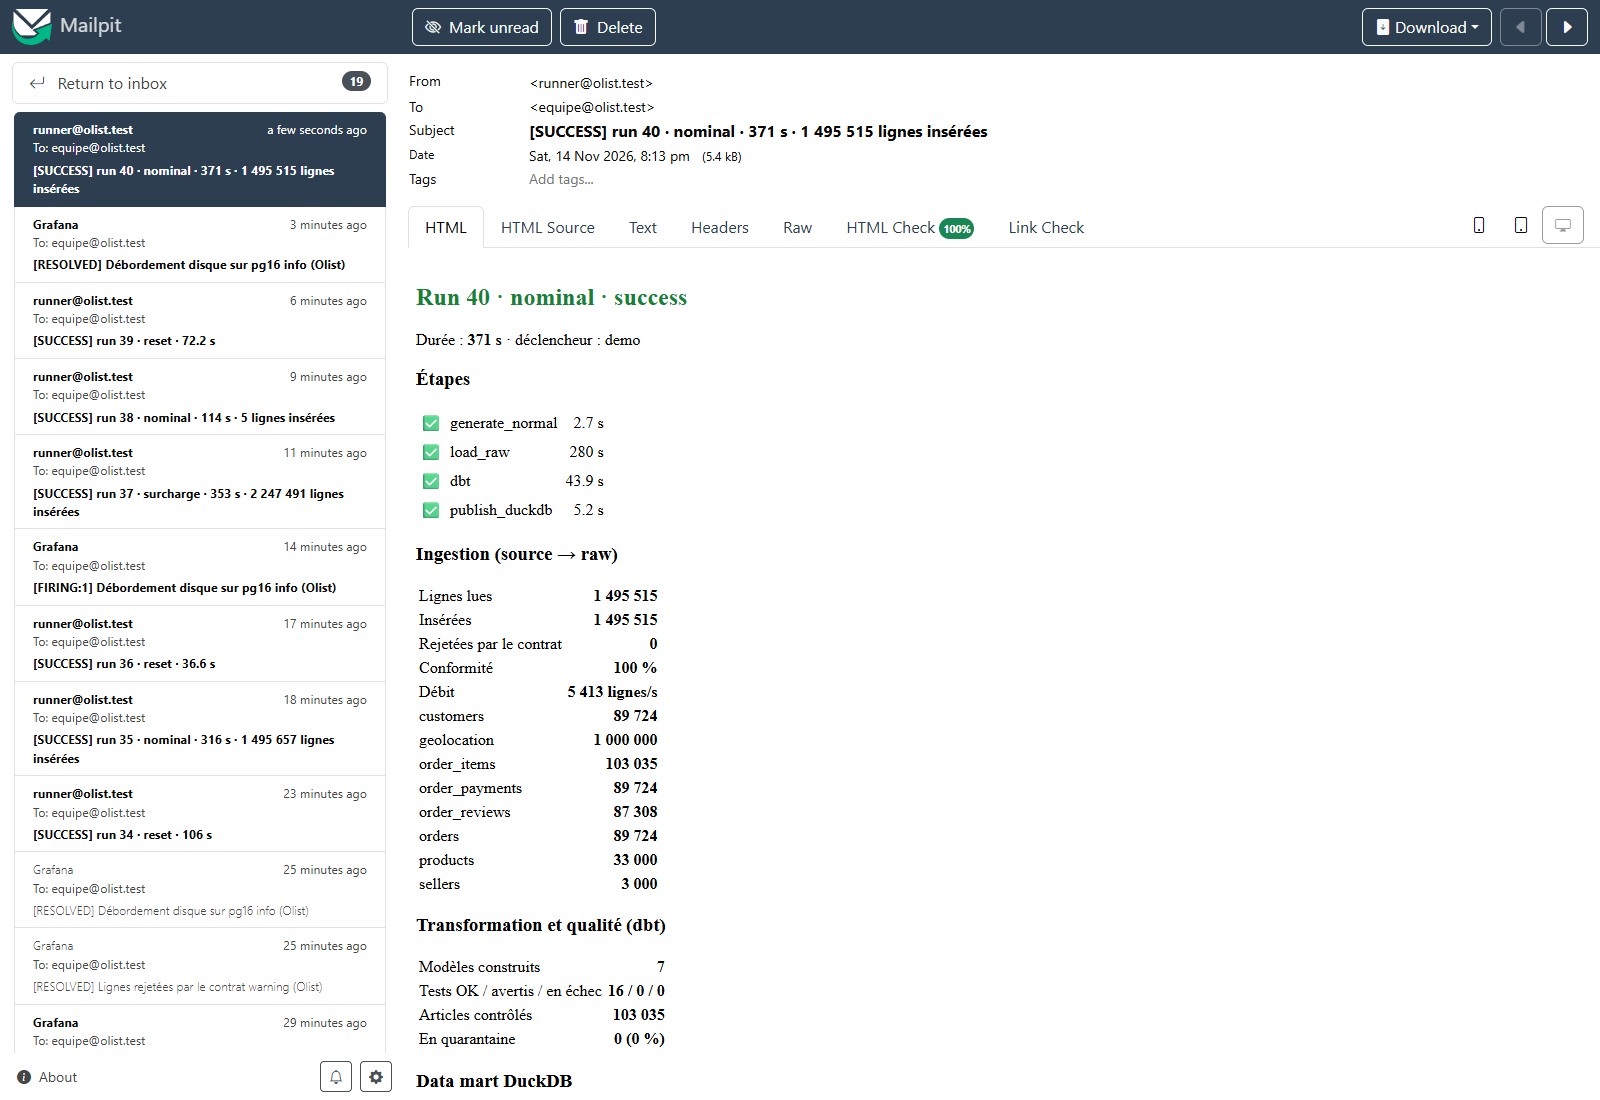 Mailpit
Mark unread
Delete
Download
Return to inbox
19
runner@olist.test a few seconds ago
To: equipe@olist.test
[SUCCESS] run 40 · nominal · 371 s · 1 495 515 lignes
insérées
Grafana 3 minutes ago
To: equipe@olist.test
[RESOLVED] Débordement disque sur pg16 info (Olist)
runner@olist.test 6 minutes ago
To: equipe@olist.test
[SUCCESS] run 39 · reset · 72.2 s
runner@olist.test 9 minutes ago
To: equipe@olist.test
[SUCCESS] run 38 · nominal · 114 s · 5 lignes insérées
runner@olist.test 11 minutes ago
To: equipe@olist.test
[SUCCESS] run 37 · surcharge · 353 s · 2 247 491 lignes
insérées
Grafana 14 minutes ago
To: equipe@olist.test
[FIRING:1] Débordement disque sur pg16 info (Olist)
runner@olist.test 17 minutes ago
To: equipe@olist.test
[SUCCESS] run 36 · reset · 36.6 s
runner@olist.test 18 minutes ago
To: equipe@olist.test
[SUCCESS] run 35 · nominal · 316 s · 1 495 657 lignes
insérées
runner@olist.test 23 minutes ago
To: equipe@olist.test
[SUCCESS] run 34 · reset · 106 s
Grafana 25 minutes ago
To: equipe@olist.test
[RESOLVED] Débordement disque sur pg16 info (Olist)
Grafana 25 minutes ago
To: equipe@olist.test
[RESOLVED] Lignes rejetées par le contrat warning (Olist)
Grafana 29 minutes ago
To: equipe@olist.test
About
From <runner@olist.test>
To <equipe@olist.test>
Subject [SUCCESS] run 40 · nominal · 371 s · 1 495 515 lignes insérées
Date Sat, 14 Nov 2026, 8:13 pm (5.4 kB)
Tags Add tags...
HTML HTML Source Text Headers Raw HTML Check 100% Link Check
Run 40 · nominal · success
Durée : 371 s · déclencheur : demo
Étapes
generate_normal 2.7 s
load_raw 280 s
dbt 43.9 s
publish_duckdb 5.2 s
Ingestion (source → raw)
Lignes lues 1 495 515
Insérées 1 495 515
Rejetées par le contrat 0
Conformité 100 %
Débit 5 413 lignes/s
customers 89 724
geolocation 1 000 000
order_items 103 035
order_payments 89 724
order_reviews 87 308
orders 89 724
products 33 000
sellers 3 000
Transformation et qualité (dbt)
Modèles construits 7
Tests OK / avertis / en échec 16 / 0 / 0
Articles contrôlés 103 035
En quarantaine 0 (0 %)
Data mart DuckDB